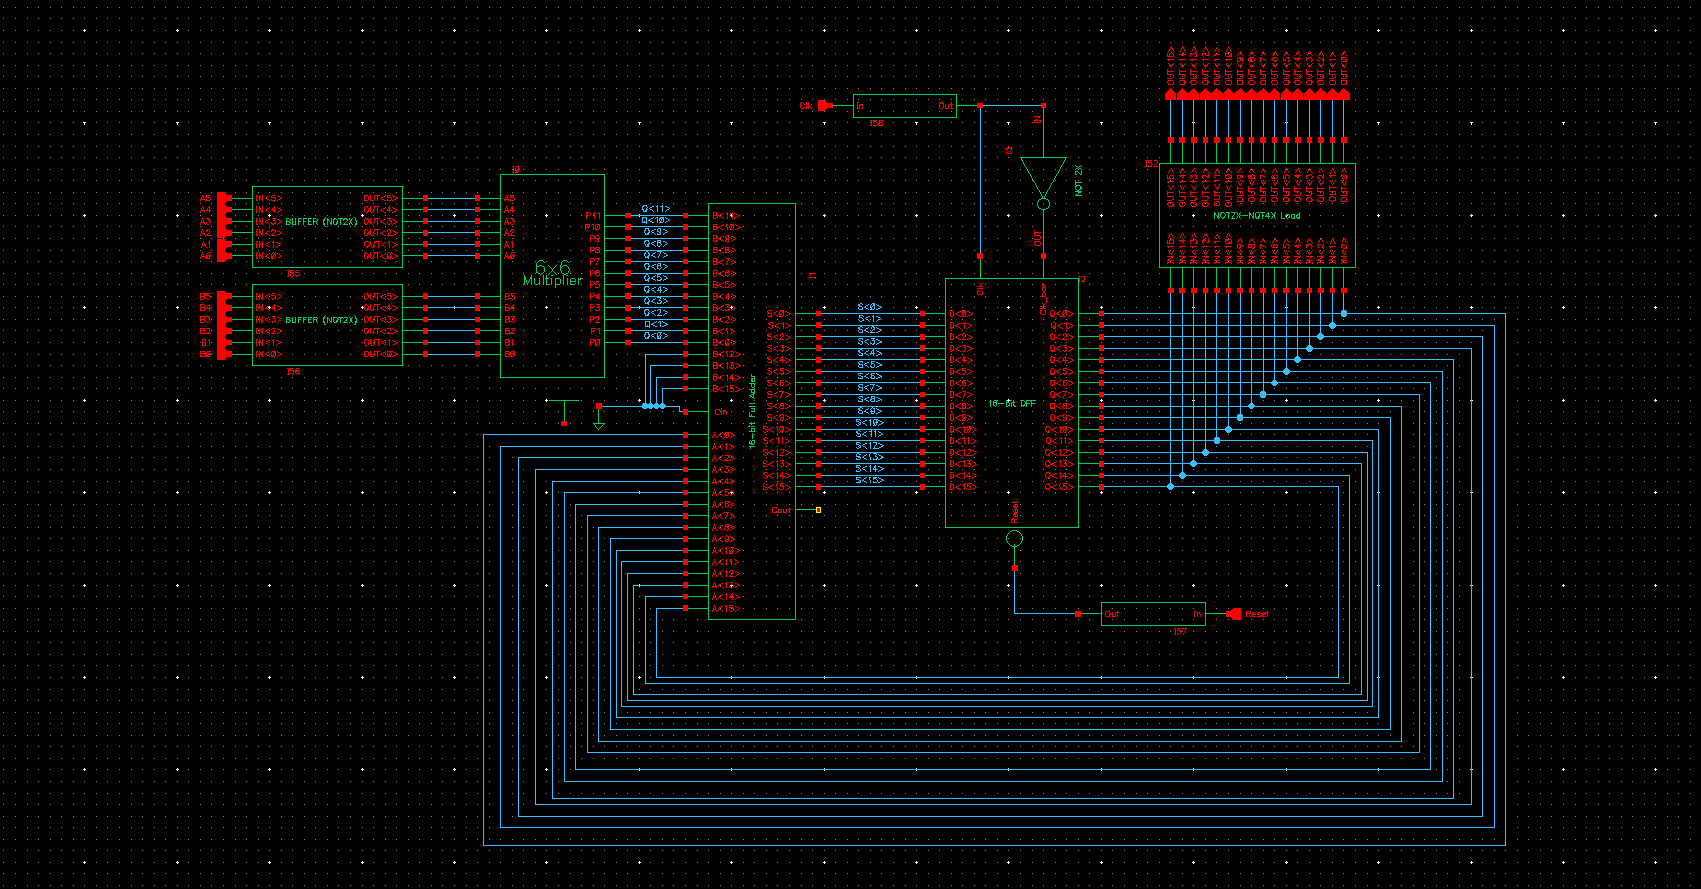 Clk
In
Out
I38
IN
I3
NOT 2X
OUT
OUT<15>
OUT<14>
OUT<13>
OUT<12>
OUT<11>
OUT<10>
OUT<9>
OUT<8>
OUT<7>
OUT<6>
OUT<5>
OUT<4>
OUT<3>
OUT<2>
OUT<1>
OUT<0>
I52
OUT<15>
OUT<14>
OUT<13>
OUT<12>
OUT<11>
OUT<10>
OUT<9>
OUT<8>
OUT<7>
OUT<6>
OUT<5>
OUT<4>
OUT<3>
OUT<2>
OUT<1>
OUT<0>
NOT2X-NOT4X Load
IN<15>
IN<14>
IN<13>
IN<12>
IN<11>
IN<10>
IN<9>
IN<8>
IN<7>
IN<6>
IN<5>
IN<4>
IN<3>
IN<2>
IN<1>
IN<0>
A5 IN<5> OUT<5>
A4 IN<4> OUT<4>
A3 IN<3> BUFFER (NOT2X) OUT<3>
A2 IN<2> OUT<2>
A1 IN<1> OUT<1>
A0 IN<0> OUT<0>
B5 IN<5> OUT<5>
B4 IN<4> OUT<4>
B3 IN<3> BUFFER (NOT2X) OUT<3>
B2 IN<2> OUT<2>
B1 IN<1> OUT<1>
B0 IN<0> OUT<0>
A5
A4
A3
A2
A1
A0
6x6
Multiplier
B5
B4
B3
B2
B1
B0
P11
P10
P9
P8
P7
P6
P5
P4
P3
P2
P1
P0
Q<11>
Q<10>
Q<9>
Q<8>
Q<7>
Q<6>
Q<5>
Q<4>
Q<3>
Q<2>
Q<1>
Q<0>
B<11>
B<10>
B<9>
B<8>
B<7>
B<6>
B<5>
B<4>
B<3>
B<2>
B<1>
B<0>
B<12>
B<13>
B<14>
B<15>
Cin
A<0>
A<1>
A<2>
A<3>
A<4>
A<5>
A<6>
A<7>
A<8>
A<9>
A<10>
A<11>
A<12>
A<13>
A<14>
A<15>
16-bit Full Adder
I1
S<0>
S<1>
S<2>
S<3>
S<4>
S<5>
S<6>
S<7>
S<8>
S<9>
S<10>
S<11>
S<12>
S<13>
S<14>
S<15>
Cout
S<0>
S<1>
S<2>
S<3>
S<4>
S<5>
S<6>
S<7>
S<8>
S<9>
S<10>
S<11>
S<12>
S<13>
S<14>
S<15>
Clk
Clk_bar
D<0>
D<1>
D<2>
D<3>
D<4>
D<5>
D<6>
D<7>
D<8>
D<9>
D<10>
D<11>
D<12>
D<13>
D<14>
D<15>
16-bit DFF
Q<0>
Q<1>
Q<2>
Q<3>
Q<4>
Q<5>
Q<6>
Q<7>
Q<8>
Q<9>
Q<10>
Q<11>
Q<12>
Q<13>
Q<14>
Q<15>
Reset
Out
In
Reset
I37